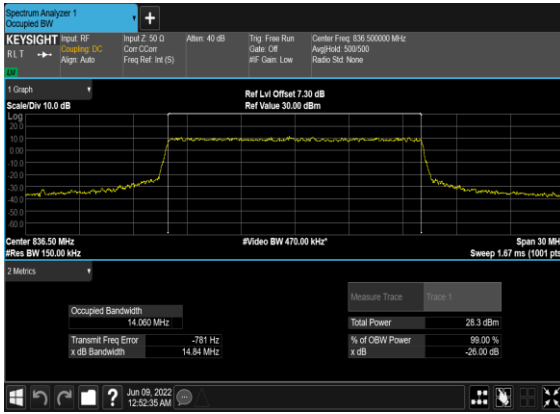 Spectrum Analyzer 1
Occupied BW
+
KEYSIGHT Input: RF Input Z: 50 Ω Atten: 40 dB Trig: Free Run Center Freq: 836.500000 MHz
RLT Coupling: DC Corr CCorr Gate: Off Avg|Hold: 500/500
Align: Auto Freq Ref: Int (S) #IF Gain: Low Radio Std: None
LW
1 Graph
Ref Lvl Offset 7.30 dB
Scale/Div 10.0 dB Ref Value 30.00 dBm
Log
20.0
10.0
0.00
-10.0
-20.0
-30.0
-40.0
-50.0
-60.0
Center 836.50 MHz #Video BW 470.00 kHz* Span 30 MH
#Res BW 150.00 kHz Sweep 1.67 ms (1001 pts
2 Metrics
Measure Trace Trace 1
Occupied Bandwidth
14.060 MHz Total Power 28.3 dBm
Transmit Freq Error -781 Hz % of OBW Power 99.00 %
x dB Bandwidth 14.84 MHz x dB -26.00 dB
?
Jun 09, 2022
12:52:35 AM